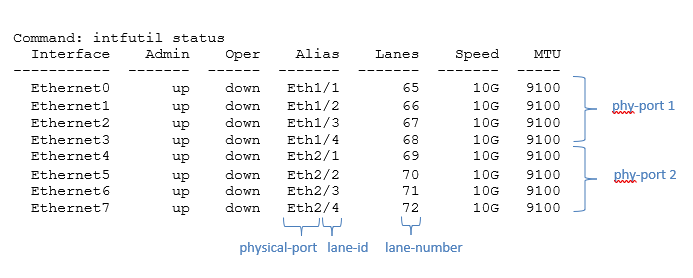 Command: intfutil status
Interface Admin Oper Alias Lanes Speed MTU
----------- ------- ------ ------- ------- ------- -----
Ethernet0 up down Eth1/1 65 10G 9100
Ethernet1 up down Eth1/2 66 10G 9100
Ethernet2 up down Eth1/3 67 10G 9100
phy-port 1
Ethernet3 up down Eth1/4 68 10G 9100
Ethernet4 up down Eth2/1 69 10G 9100
Ethernet5 up down Eth2/2 70 10G 9100
phy-port 2
Ethernet6 up down Eth2/3 71 10G 9100
Ethernet7 up down Eth2/4 72 10G 9100
physical-port lane-id lane-number